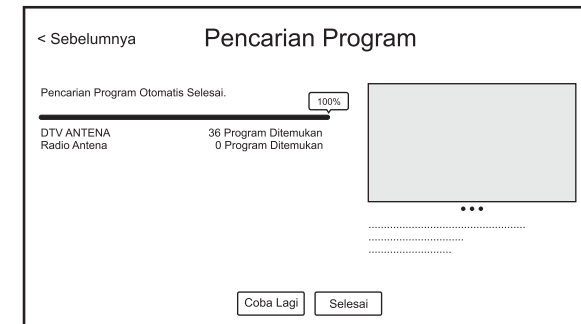 < Sebelumnya
Pencarian Program
Pencarian Program Otomatis Selesai.
100%
DTV ANTENA 36 Program Ditemukan
Radio Antena 0 Program Ditemukan
Coba Lagi
Selesai